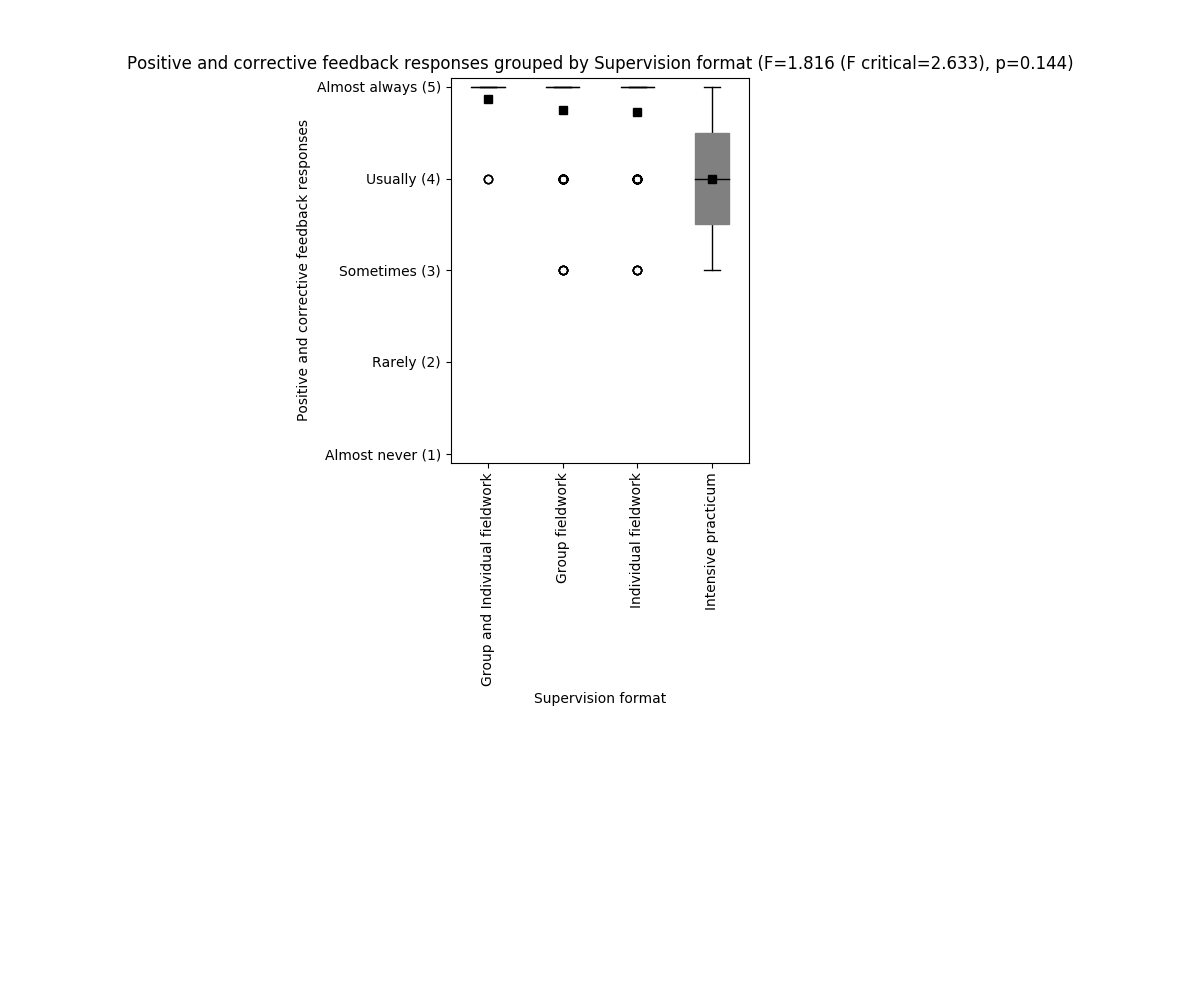 Positive and corrective feedback responses grouped by Supervision format (F=1.816 (F critical=2.633), p=0.144)
Positive and corrective feedback responses
Almost always (5)
Usually (4)
Sometimes (3)
Rarely (2)
Almost never (1)
Group and Individual fieldwork
Group fieldwork
Individual fieldwork
Intensive practicum
Supervision format